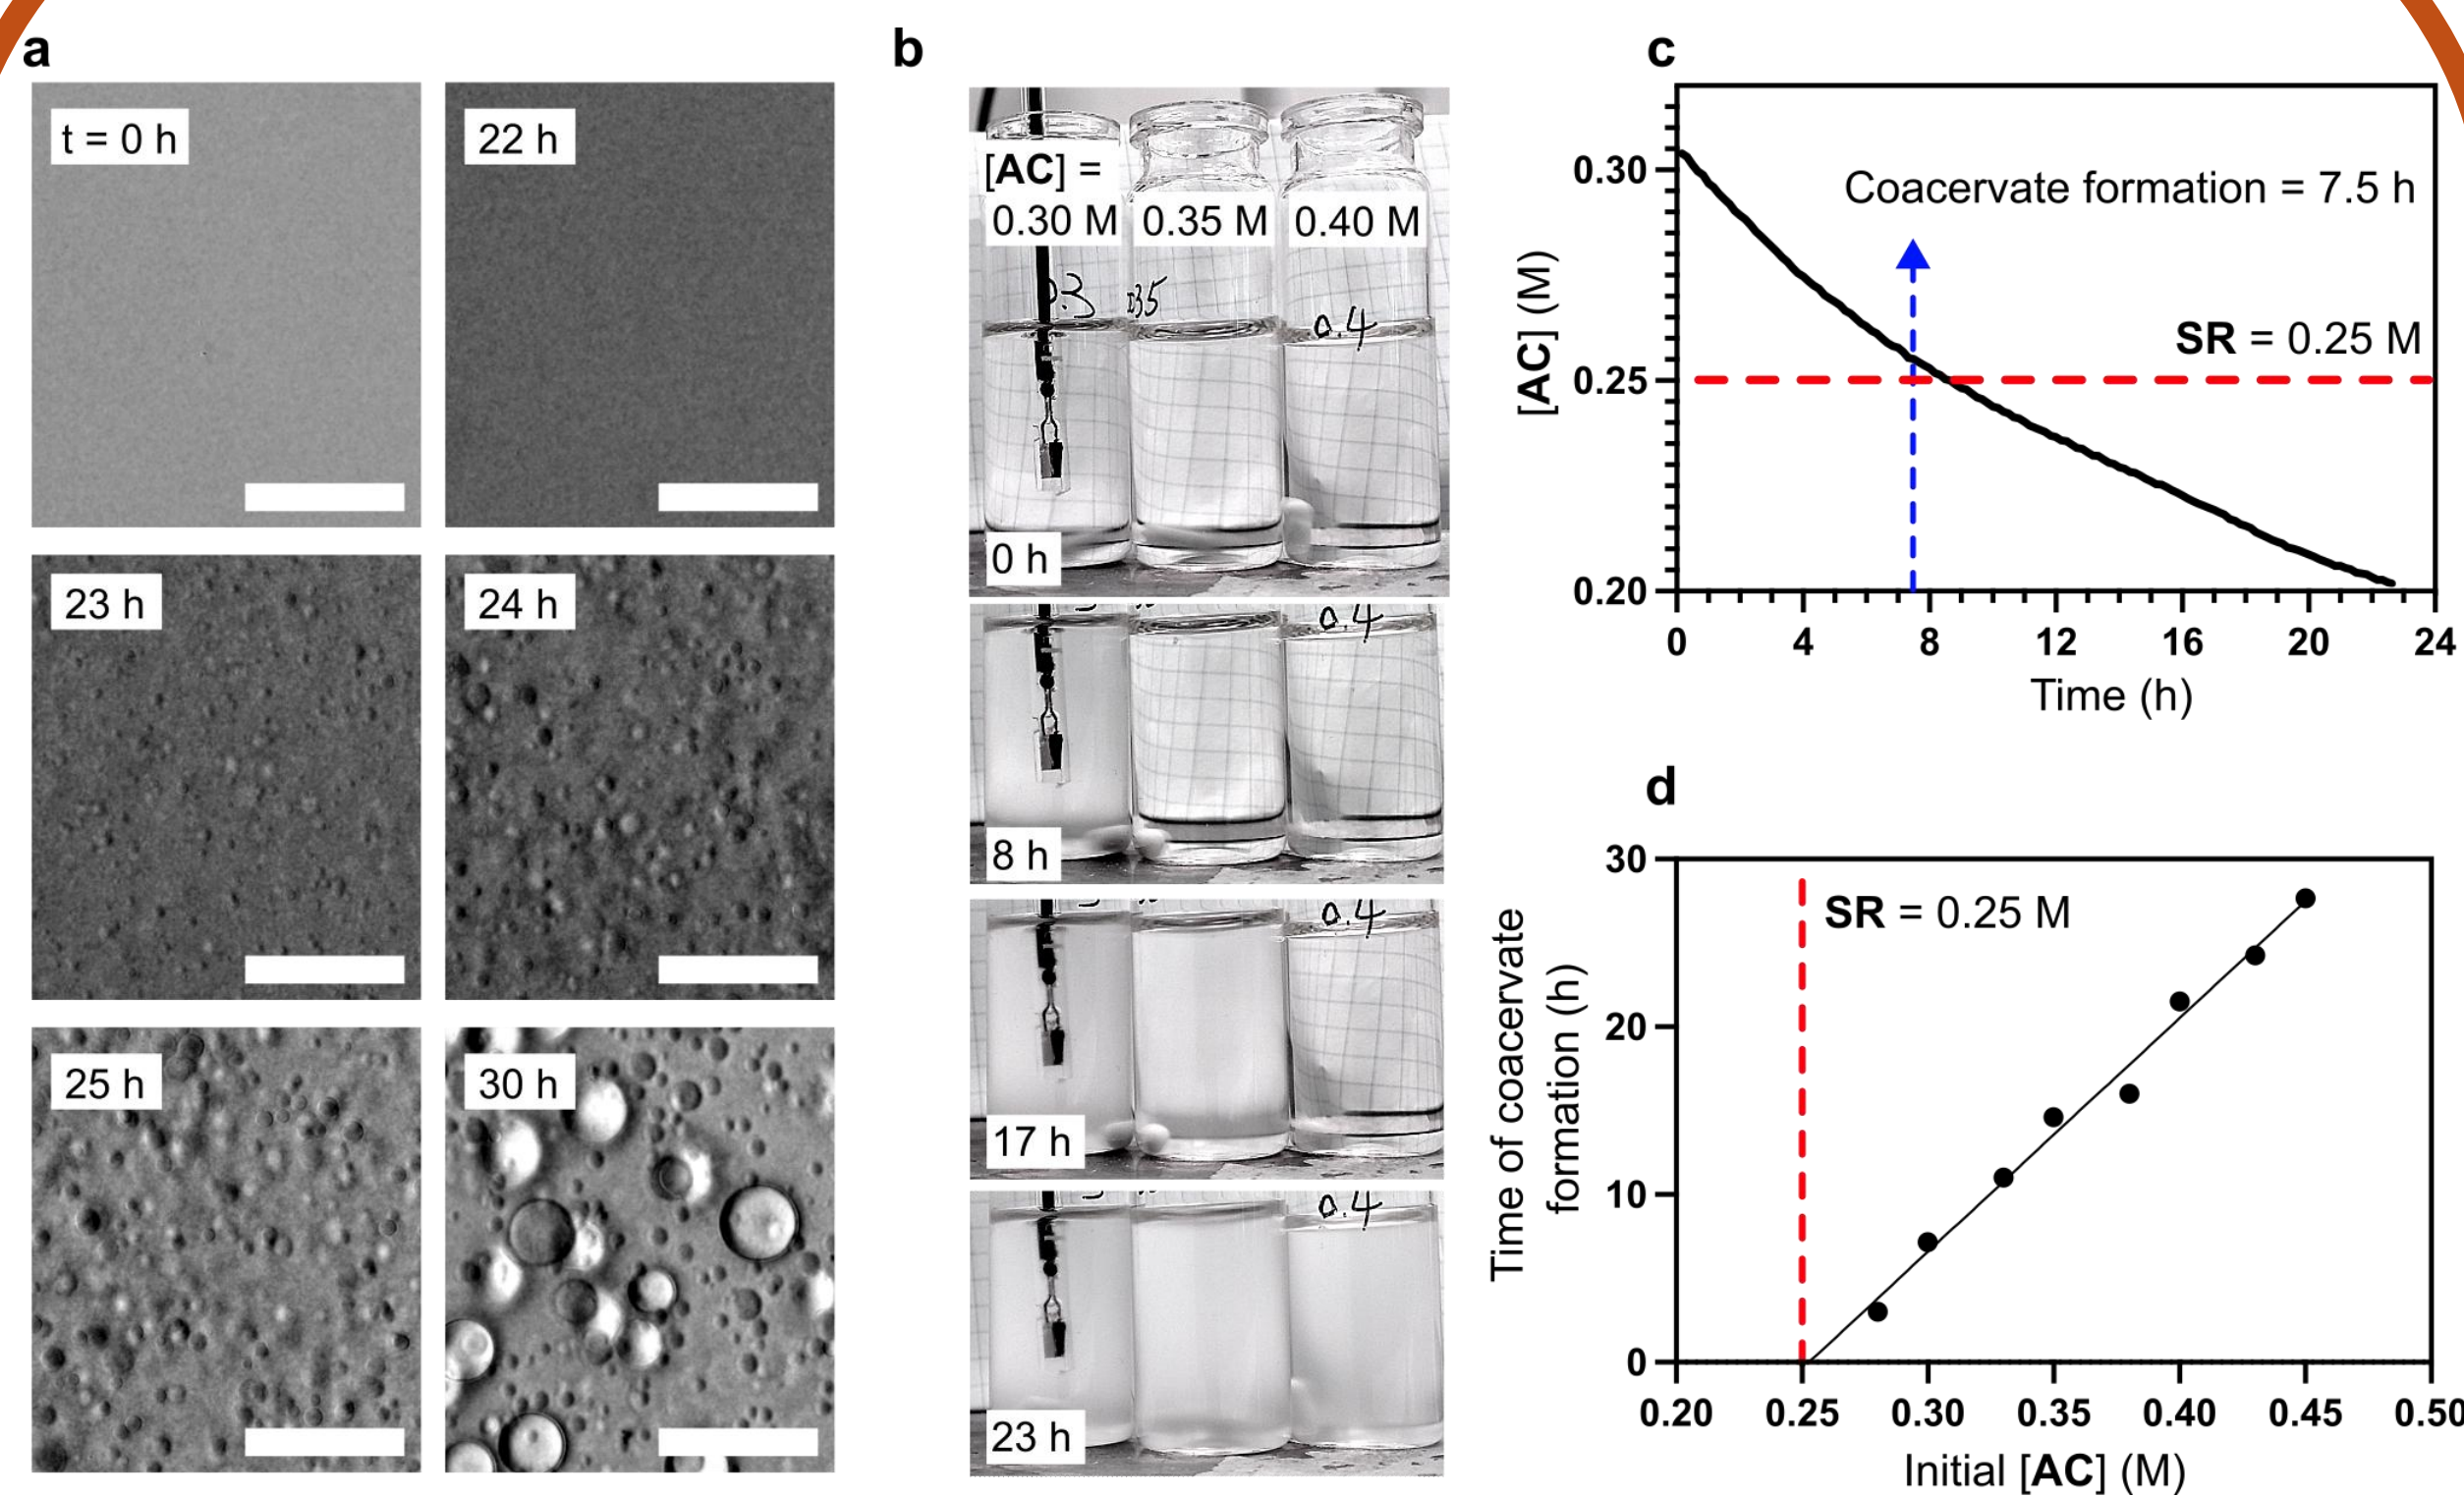 a
t = 0 h
22 h
23 h
24 h
25 h
30 h
b
[AC] =
0.30 M 0.35 M 0.40 M
0.3 .035 0.4
0 h
0.4
8 h
0.4
17 h
0.4
23 h
c
[AC] (M)
0.30
0.25
0.20
Coacervate formation = 7.5 h
SR = 0.25 M
0 4 8 12 16 20 24
Time (h)
d
Time of coacervate
formation (h)
30
20
10
0
SR = 0.25 M
0.20 0.25 0.30 0.35 0.40 0.45 0.50
Initial [AC] (M)